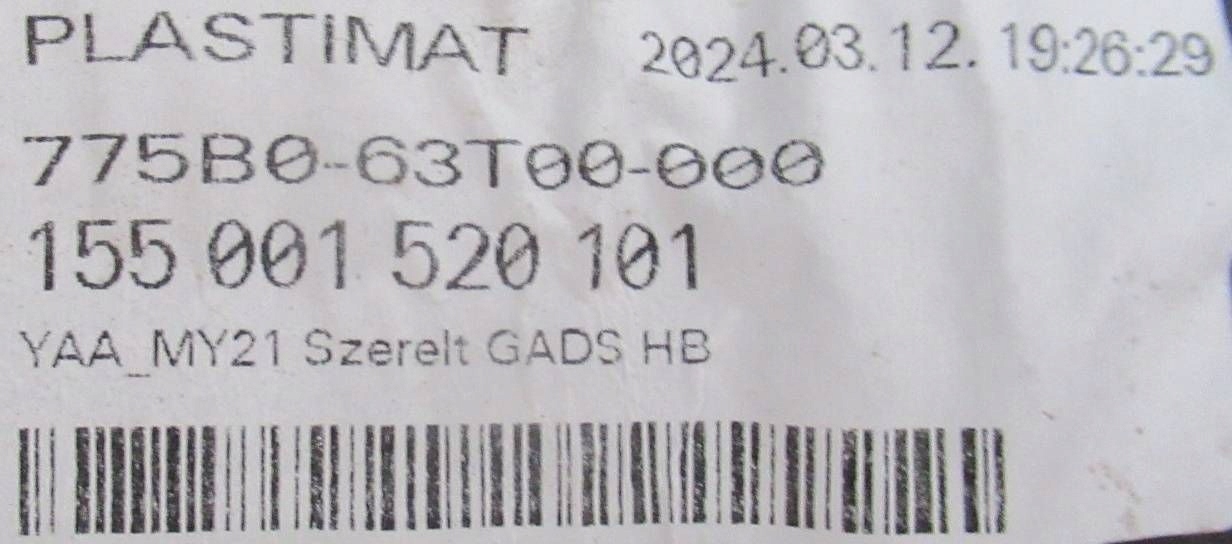 PLASTIMAT 2024.03.12. 19:26:29
775B0-63T00-000
155 001 520 101
YAA_MY21 Szerelt GADS HB